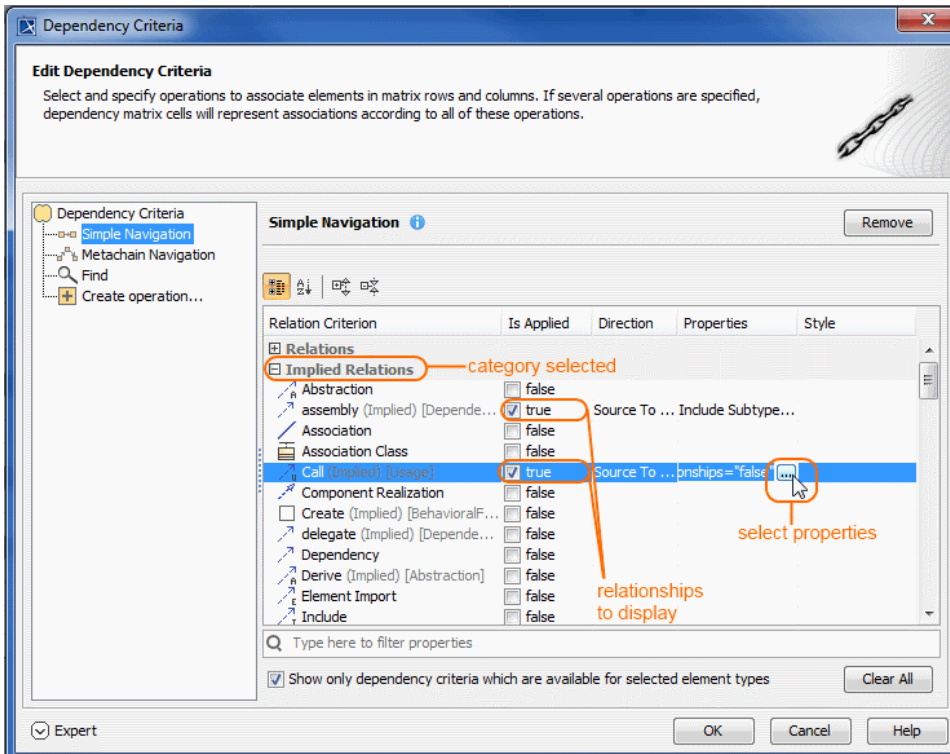 Dependency Criteria
Edit Dependency Criteria
Select and specify operations to associate elements in matrix rows and columns. If several operations are specified,
dependency matrix cells will represent associations according to all of these operations.
Dependency Criteria
Simple Navigation
Metachain Navigation
Find
Create operation...
Simple Navigation
Remove
Relation Criterion Is Applied Direction Properties Style
Relations
Implied Relations
category selected
Abstraction false
assembly (Implied) [Depende... true Source To ... Include Subtype...
Association false
Association Class false
Call (Implied) [Usage] true Source To ... onships="false" ...
Component Realization false
Create (Implied) [BehavioralF... false
delegate (Implied) [Depende... false
select properties
Dependency false
Derive (Implied) [Abstraction] false
Element Import false
Include false
relationships
to display
Type here to filter properties
Show only dependency criteria which are available for selected element types
Clear All
Expert
OK Cancel Help